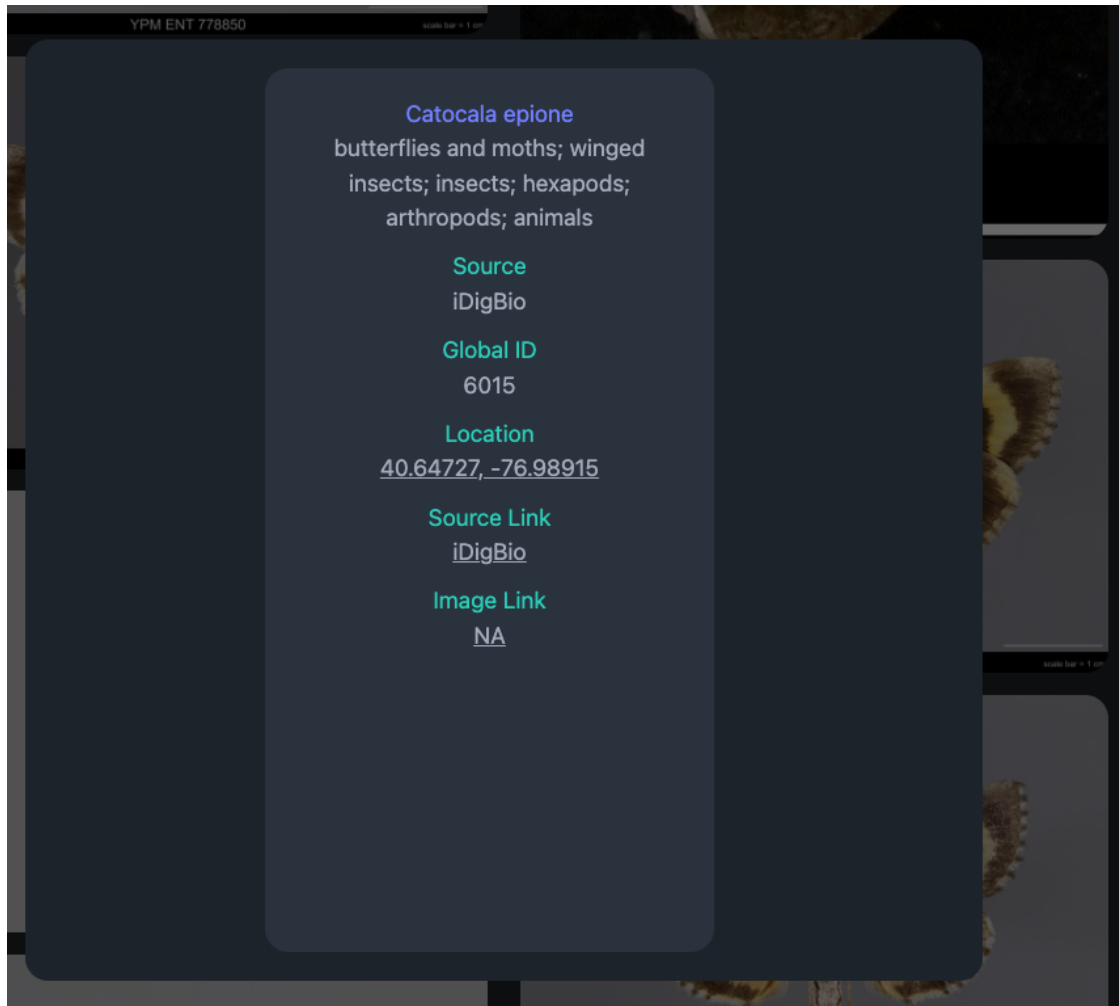 YPM ENT 778850
scale bar = 1 cm
Catocala epione
butterflies and moths; winged
insects; insects; hexapods;
arthropods; animals
Source
iDigBio
Global ID
6015
Location
40.64727, -76.98915
Source Link
iDigBio
Image Link
NA
scale bar = 1 cm